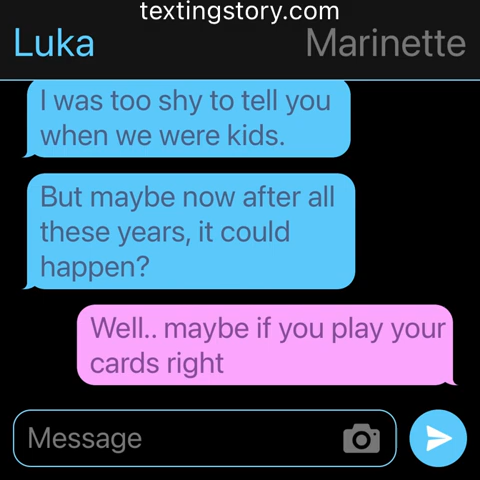 textingstory.com
Luka
Marinette
I was too shy to tell you
when we were kids.
But maybe now after all
these years, it could
happen?
Well.. maybe if you play your
cards right
Message